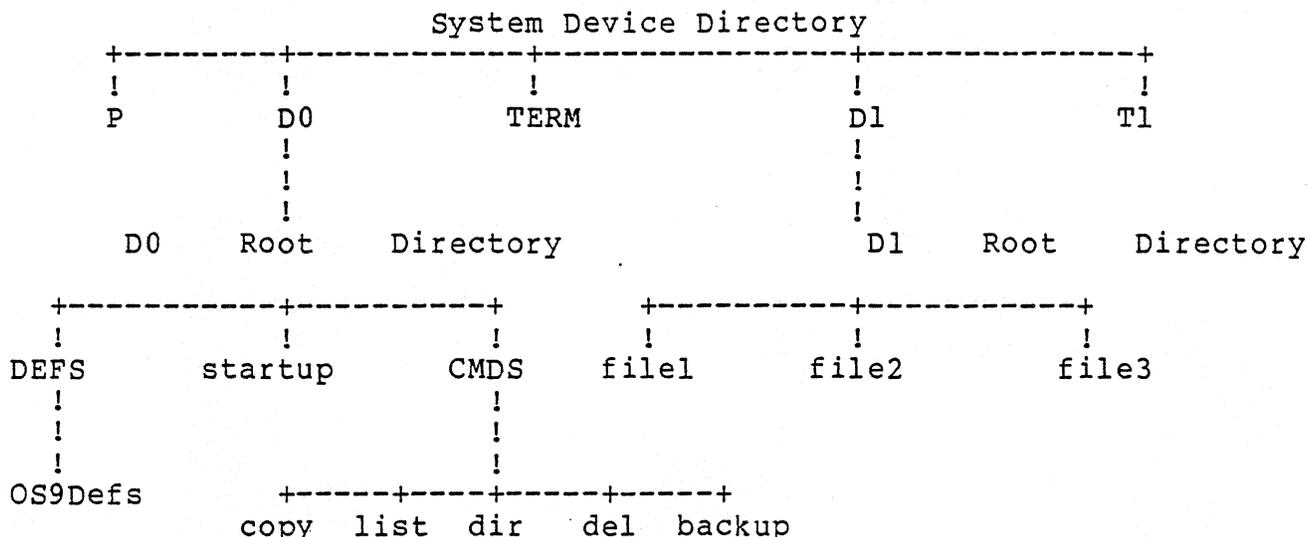 System Device Directory
+---------+-------------+-----------------+---------------+
! ! ! ! !
P D0 TERM D1 T1
! !
! !
! !
D0 Root Directory D1 Root Directory
+------------+-----------+ +-----------+------------+
! ! ! ! ! !
DEFS startup CMDS file1 file2 file3
! !
! !
! !
OS9Defs +-----+----+-----+-----+
copy list dir del backup